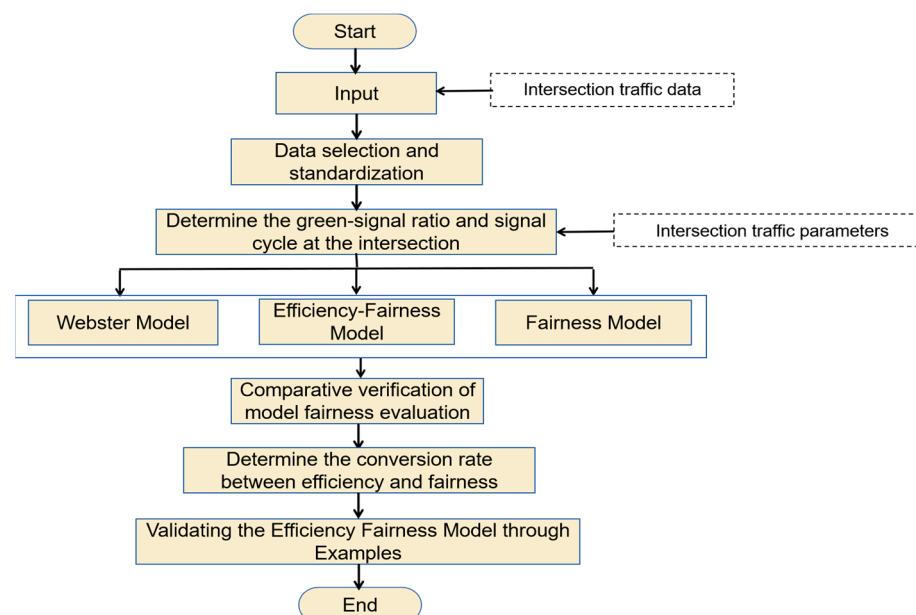 Start
Input
Intersection traffic data
Data selection and
standardization
Determine the green-signal ratio and signal
cycle at the intersection
Intersection traffic parameters
Webster Model
Efficiency-Fairness
Model
Fairness Model
Comparative verification of
model fairness evaluation
Determine the conversion rate
between efficiency and fairness
Validating the Efficiency Fairness Model through
Examples
End